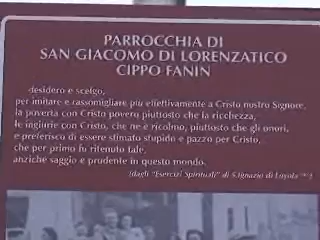 PARROCCHIA DI
SAN GIACOMO DI LORENZATICO
CIPPO FANIN
desidero e scelgo,
per imitare e rassomigliare più effettivamente a Cristo nostro Signore,
la povertà con Cristo povero piuttosto che la ricchezza,
le ingiurie con Cristo, che ne è ricolmo, piuttosto che gli onori,
e preferisco di essere stimato stupido e pazzo per Cristo,
che per primo fu ritenuto tale,
anziché saggio e prudente in questo mondo.
(dagli "Esercizi Spirituali" di S.Ignazio di Loyola